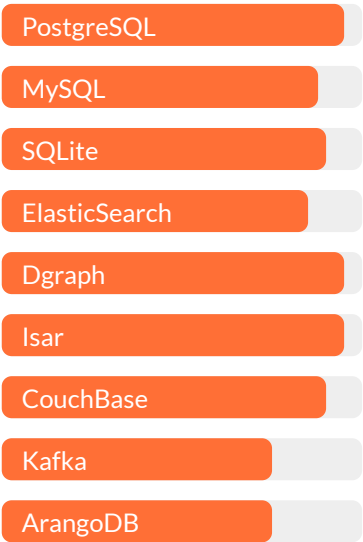 PostgreSQL
MySQL
SQLite
ElasticSearch
Dgraph
Isar
CouchBase
Kafka
ArangoDB